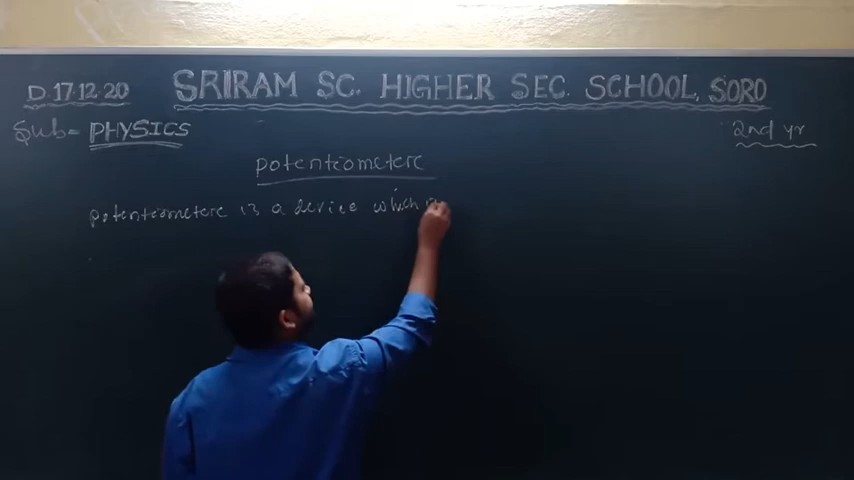 D.17.12.20 SRIRAM SC. HIGHER SEC. SCHOOL, SORO
Sub= PHYSICS 2nd yr
potentiometere
potentiometere is a device which